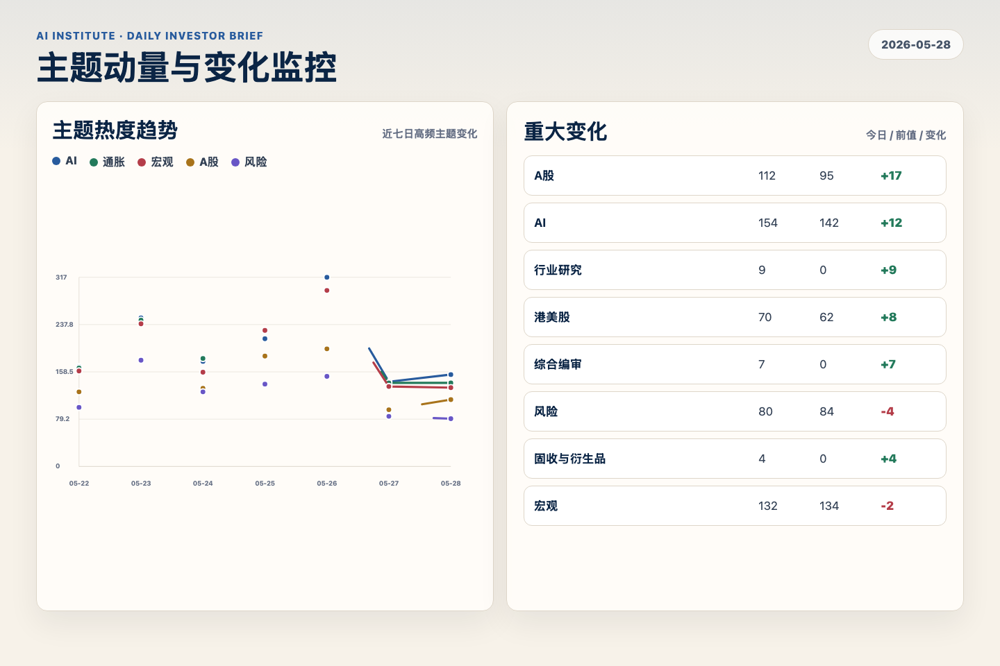 AI INSTITUTE · DAILY INVESTOR BRIEF
主题动量与变化监控
2026-05-28
主题热度趋势
近七日高频主题变化
AI 通胀 宏观 A股 风险
317
237.8
158.5
79.2
0
05-22 05-23 05-24 05-25 05-26 05-27 05-28
重大变化
今日 / 前值 / 变化
A股 112 95 +17
AI 154 142 +12
行业研究 9 0 +9
港美股 70 62 +8
综合编审 7 0 +7
风险 80 84 -4
固收与衍生品 4 0 +4
宏观 132 134 -2